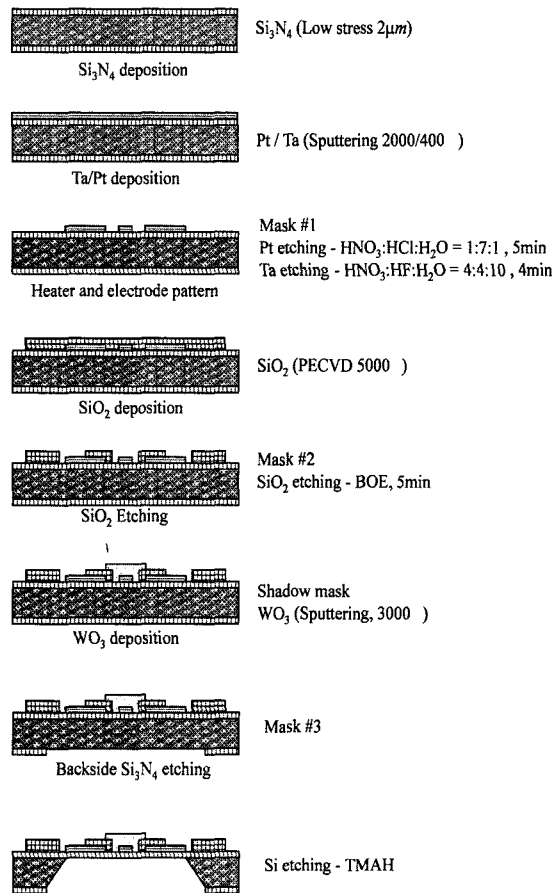 Si₃N₄ (Low stress 2μm)
Si₃N₄ deposition
Pt / Ta (Sputtering 2000/400 )
Ta/Pt deposition
Mask #1
Pt etching - HNO₃:HCl:H₂O = 1:7:1 , 5min
Ta etching - HNO₃:HF:H₂O = 4:4:10 , 4min
Heater and electrode pattern
SiO₂ (PECVD 5000 )
SiO₂ deposition
Mask #2
SiO₂ etching - BOE, 5min
SiO₂ Etching
Shadow mask
WO₃ (Sputtering, 3000 )
WO₃ deposition
Mask #3
Backside Si₃N₄ etching
Si etching - TMAH